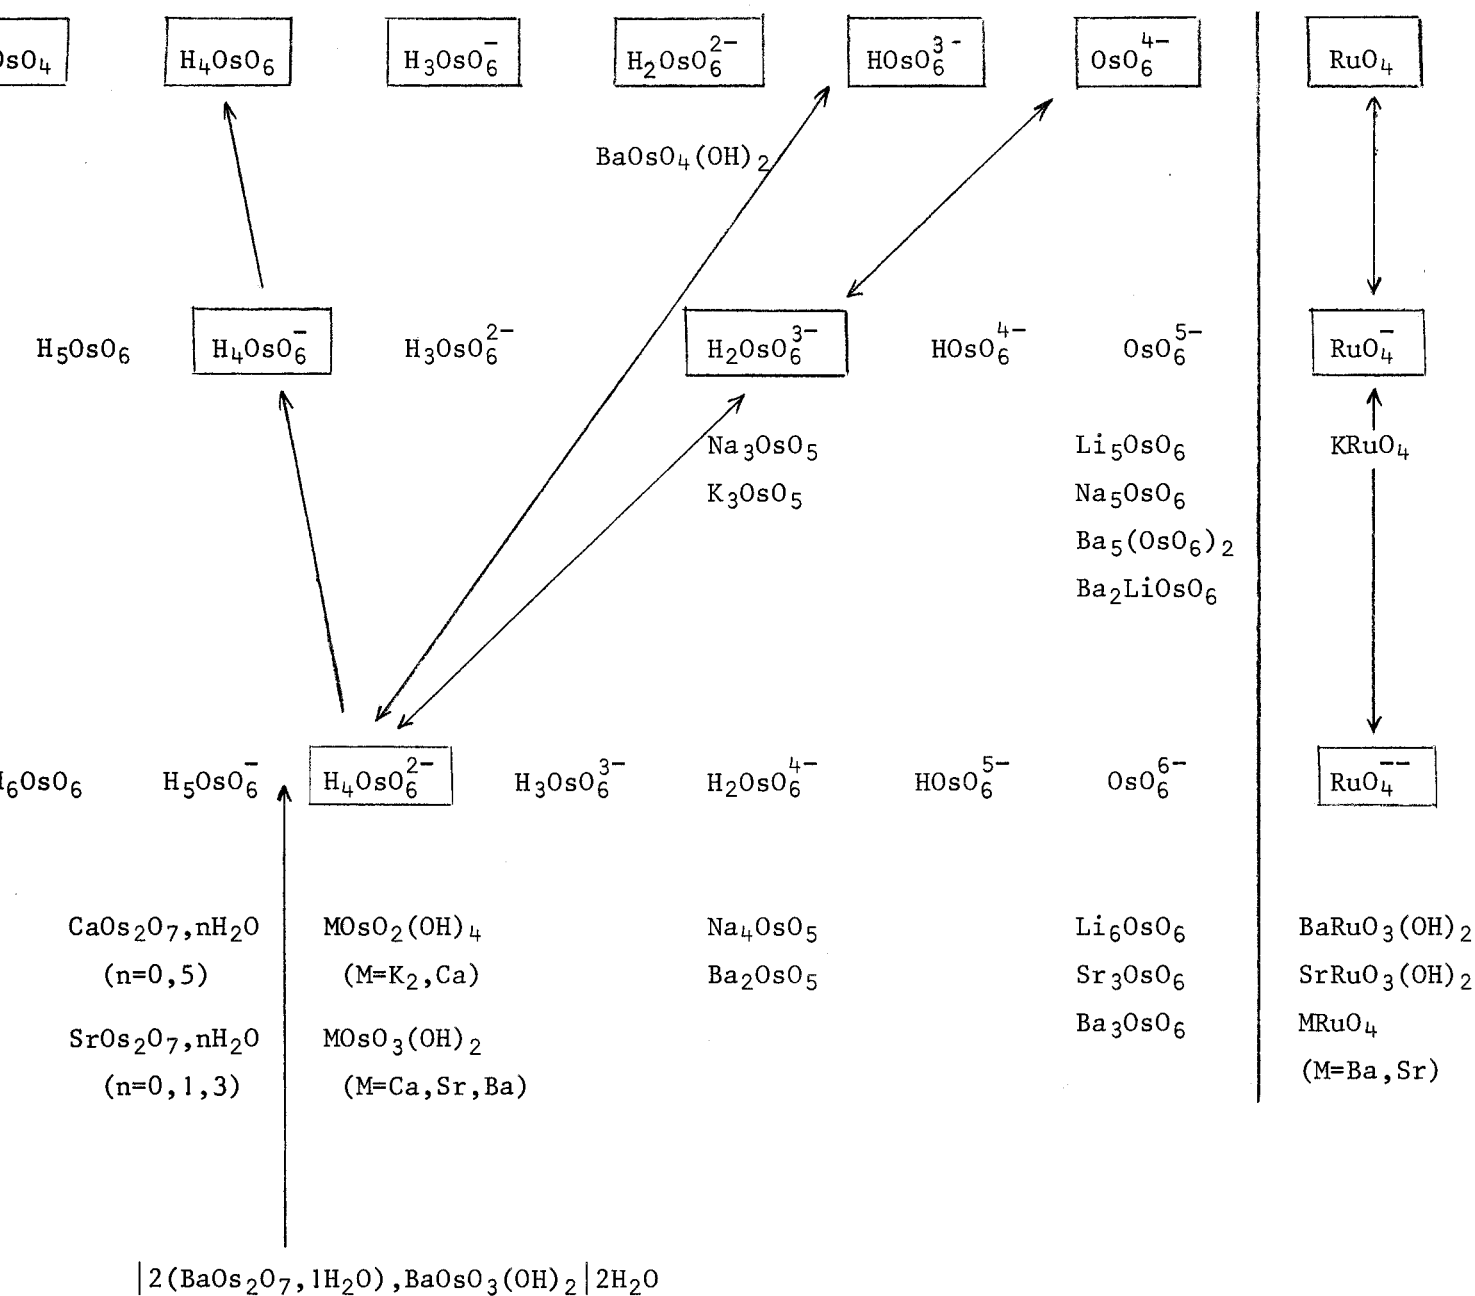 OsO4 H4OsO6 H3OsO6^- H2OsO6^2- HOsO6^3- OsO6^4- RuO4
BaOsO4(OH)2
H5OsO6 H4OsO6^- H3OsO6^2- H2OsO6^3- HOsO6^4- OsO6^5- RuO4^-
Na3OsO5 Li5OsO6 KRuO4
K3OsO5 Na5OsO6
Ba5(OsO6)2
Ba2LiOsO6
H6OsO6 H5OsO6^- H4OsO6^2- H3OsO6^3- H2OsO6^4- HOsO6^5- OsO6^6- RuO4^--
CaOs2O7,nH2O MOsO2(OH)4 Na4OsO5 Li6OsO6 BaRuO3(OH)2
(n=0,5) (M=K2,Ca) Ba2OsO5 Sr3OsO6 SrRuO3(OH)2
SrOs2O7,nH2O MOsO3(OH)2 Ba3OsO6 MRuO4
(n=0,1,3) (M=Ca,Sr,Ba) (M=Ba,Sr)
|2(BaOs2O7,1H2O),BaOsO3(OH)2|2H2O